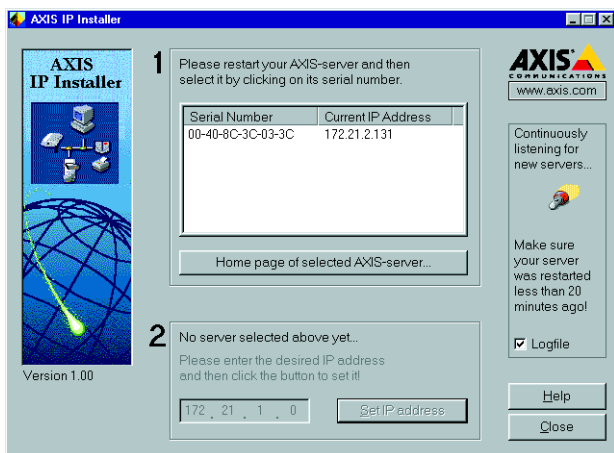 AXIS IP Installer
AXIS
IP Installer
Version 1.00
1
Please restart your AXIS-server and then
select it by clicking on its serial number.
Serial Number Current IP Address
00-40-8C-3C-03-3C 172.21.2.131
Home page of selected AXIS-server...
2
No server selected above yet...
Please enter the desired IP address
and then click the button to set it!
172 . 21 . 1 . 0
Set IP address
AXIS
COMMUNICATIONS
www.axis.com
Continuously
listening for
new servers...
Make sure
your server
was restarted
less than 20
minutes ago!
Logfile
Help
Close